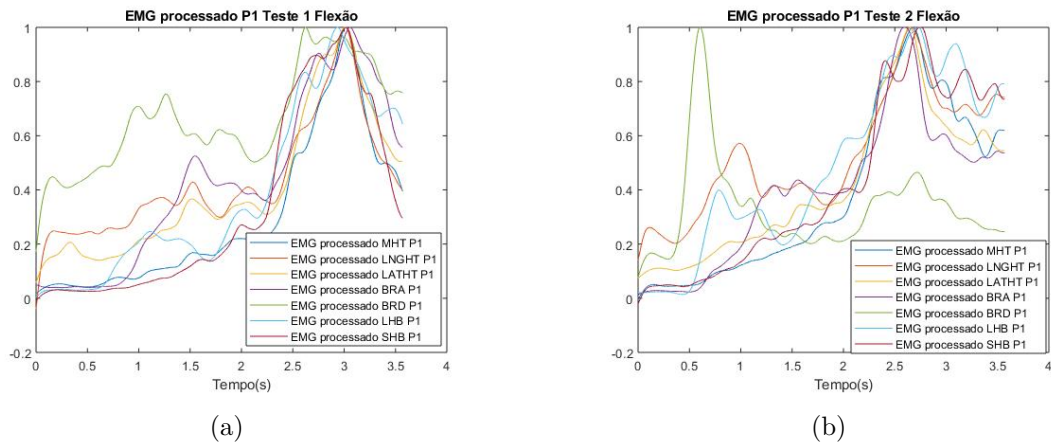 EMG processado P1 Teste 1 Flexão
1
0.8
0.6
0.4
0.2
0
-0.2
0 0.5 1 1.5 2 2.5 3 3.5 4
Tempo(s)
EMG processado MHT P1
EMG processado LNGHT P1
EMG processado LATHT P1
EMG processado BRA P1
EMG processado BRD P1
EMG processado LHB P1
EMG processado SHB P1
(a)
EMG processado P1 Teste 2 Flexão
1
0.8
0.6
0.4
0.2
0
-0.2
0 0.5 1 1.5 2 2.5 3 3.5 4
Tempo(s)
EMG processado MHT P1
EMG processado LNGHT P1
EMG processado LATHT P1
EMG processado BRA P1
EMG processado BRD P1
EMG processado LHB P1
EMG processado SHB P1
(b)